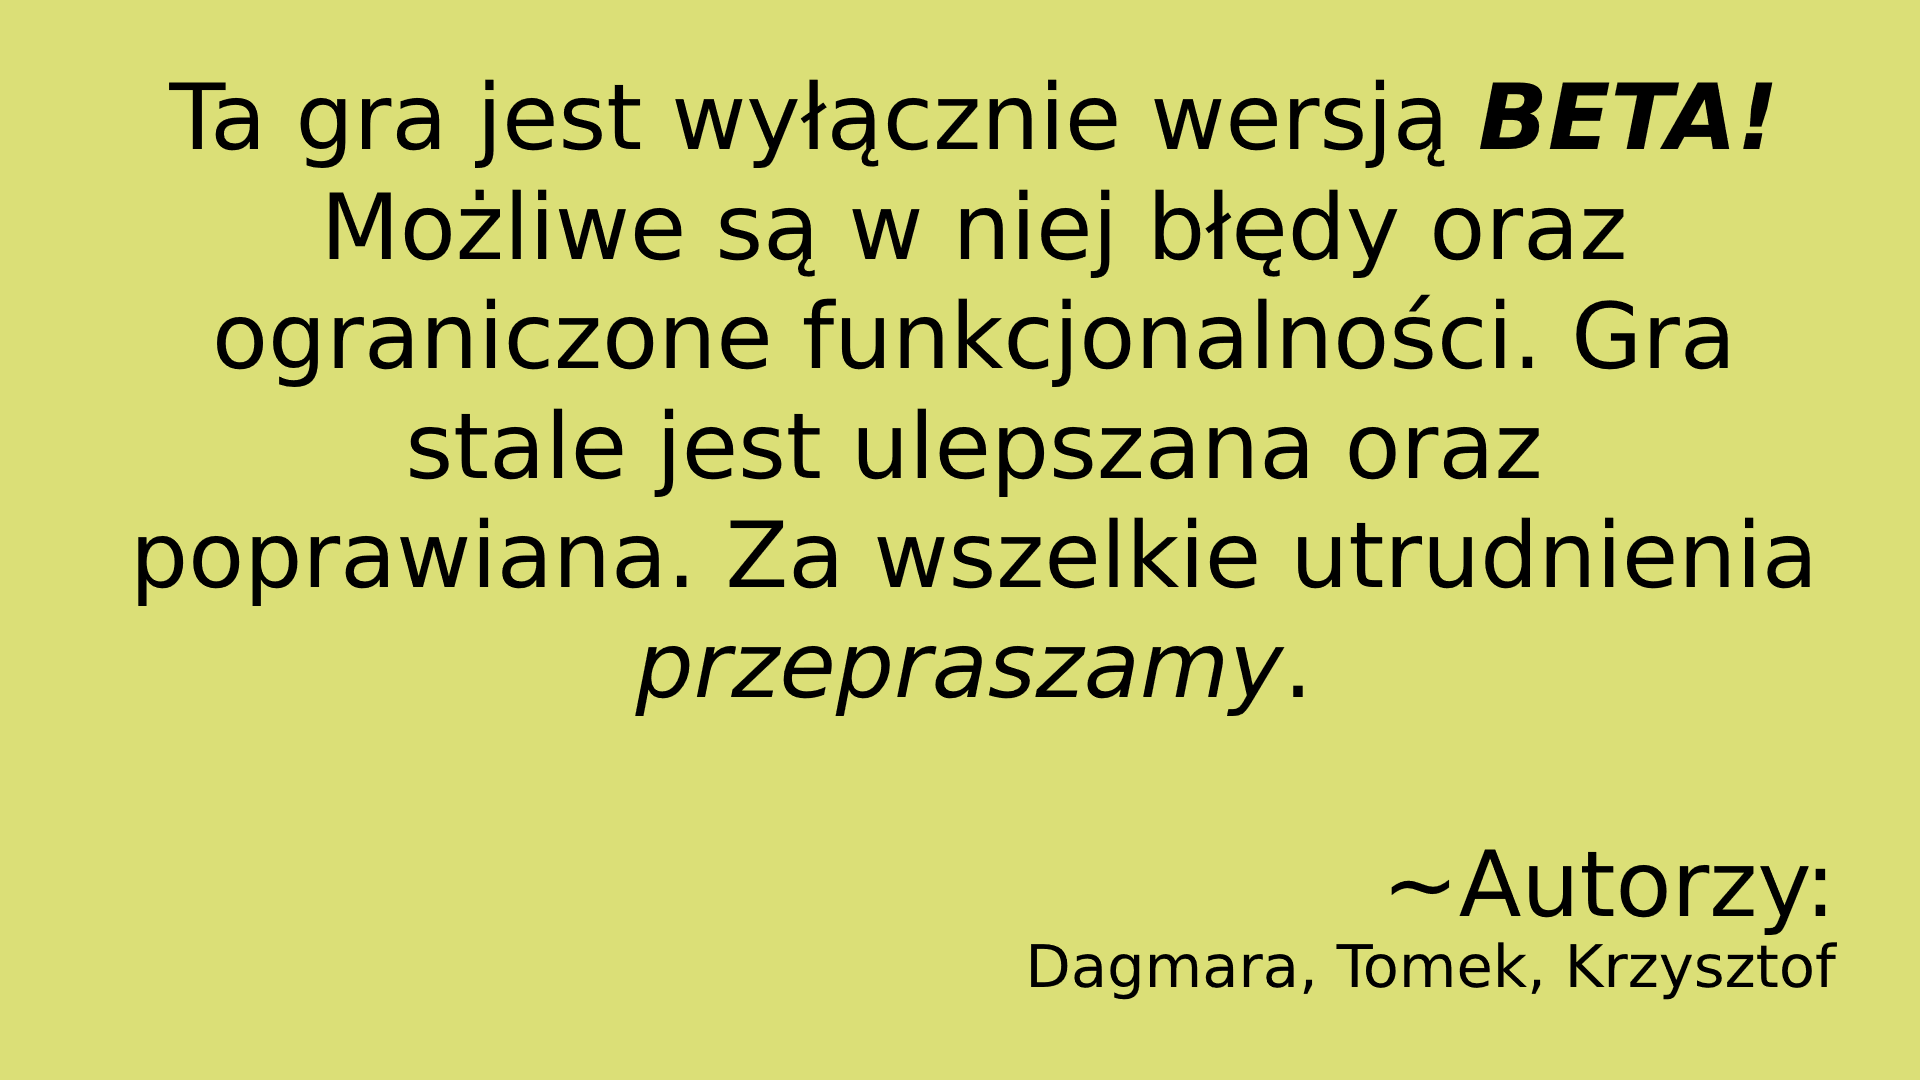 Ta gra jest wyłącznie wersją BETA!
Możliwe są w niej błędy oraz
ograniczone funkcjonalności. Gra
stale jest ulepszana oraz
poprawiana. Za wszelkie utrudnienia
przepraszamy.
~Autorzy:
Dagmara, Tomek, Krzysztof